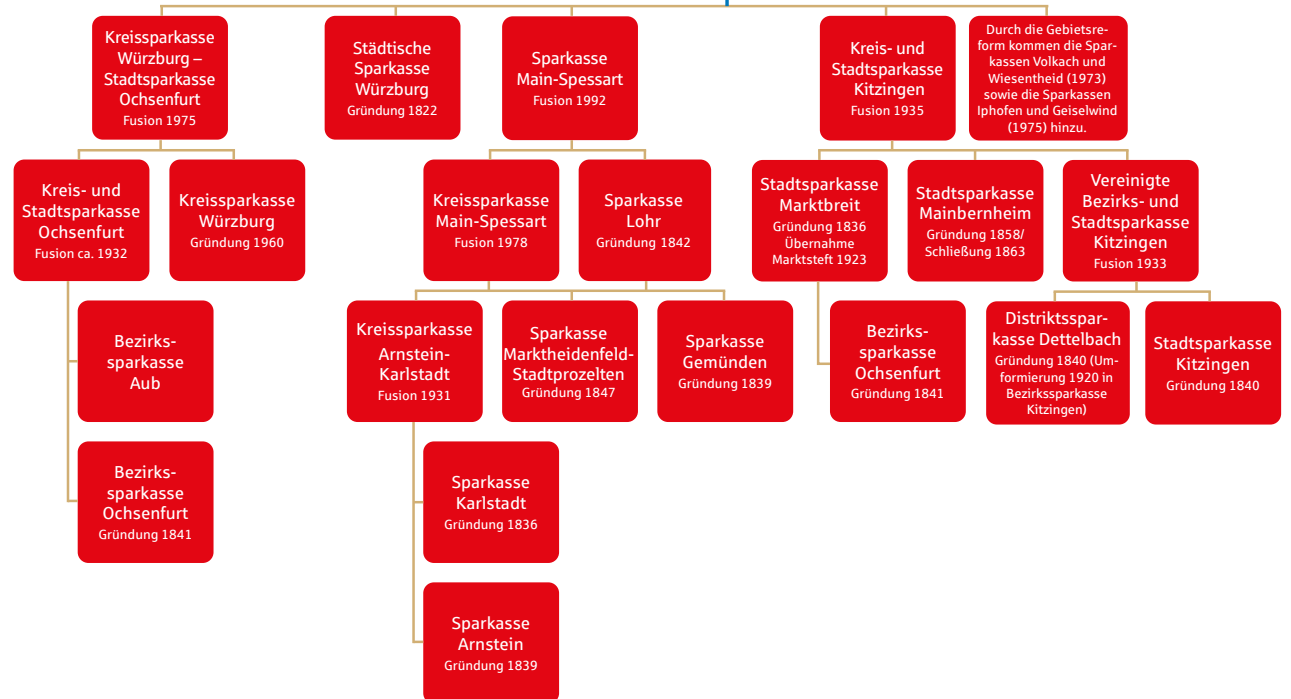 Kreissparkasse
Würzburg –
Stadtsparkasse
Ochsenfurt
Fusion 1975
Städtische
Sparkasse
Würzburg
Gründung 1822
Sparkasse
Main-Spessart
Fusion 1992
Kreis- und
Stadtsparkasse
Kitzingen
Fusion 1935
Durch die Gebietsre-
form kommen die Spar-
kassen Volkach und
Wiesentheid (1973)
sowie die Sparkassen
Iphofen und Geiselwind
(1975) hinzu.
Kreis- und
Stadtsparkasse
Ochsenfurt
Fusion ca. 1932
Kreissparkasse
Würzburg
Gründung 1960
Kreissparkasse
Main-Spessart
Fusion 1978
Sparkasse
Lohr
Gründung 1842
Stadtsparkasse
Marktbreit
Gründung 1836
Übernahme
Marktsteft 1923
Stadtsparkasse
Mainbernheim
Gründung 1858/
Schließung 1863
Vereinigte
Bezirks- und
Stadtsparkasse
Kitzingen
Fusion 1933
Bezirks-
sparkasse
Aub
Kreissparkasse
Arnstein-
Karlstadt
Fusion 1931
Sparkasse
Marktheidenfeld-
Stadtprozelten
Gründung 1847
Sparkasse
Gemünden
Gründung 1839
Bezirks-
sparkasse
Ochsenfurt
Gründung 1841
Distriktsspar-
kasse Dettelbach
Gründung 1840 (Um-
formierung 1920 in
Bezirkssparkasse
Kitzingen)
Stadtsparkasse
Kitzingen
Gründung 1840
Bezirks-
sparkasse
Ochsenfurt
Gründung 1841
Sparkasse
Karlstadt
Gründung 1836
Sparkasse
Arnstein
Gründung 1839